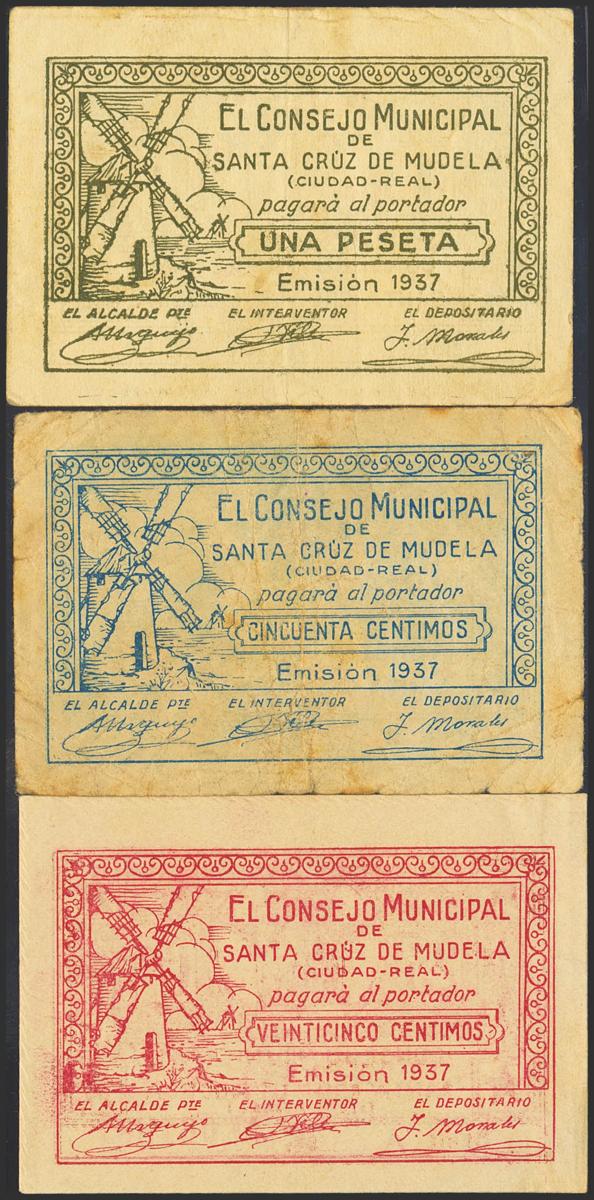 EL CONSEJO MUNICIPAL
DE
SANTA CRÚZ DE MUDELA
(CIUDAD-REAL)
pagarà al portador
UNA PESETA
Emisión 1937
EL ALCALDE PTE EL INTERVENTOR EL DEPOSITARIO
J. Morales
EL CONSEJO MUNICIPAL
DE
SANTA CRÚZ DE MUDELA
(CIUDAD-REAL)
pagarà al portador
CINCUENTA CENTIMOS
Emisión 1937
EL ALCALDE PTE EL INTERVENTOR EL DEPOSITARIO
J. Morales
EL CONSEJO MUNICIPAL
DE
SANTA CRÚZ DE MUDELA
(CIUDAD-REAL)
pagarà al portador
VEINTICINCO CENTIMOS
Emisión 1937
EL ALCALDE PTE EL INTERVENTOR EL DEPOSITARIO
J. Morales